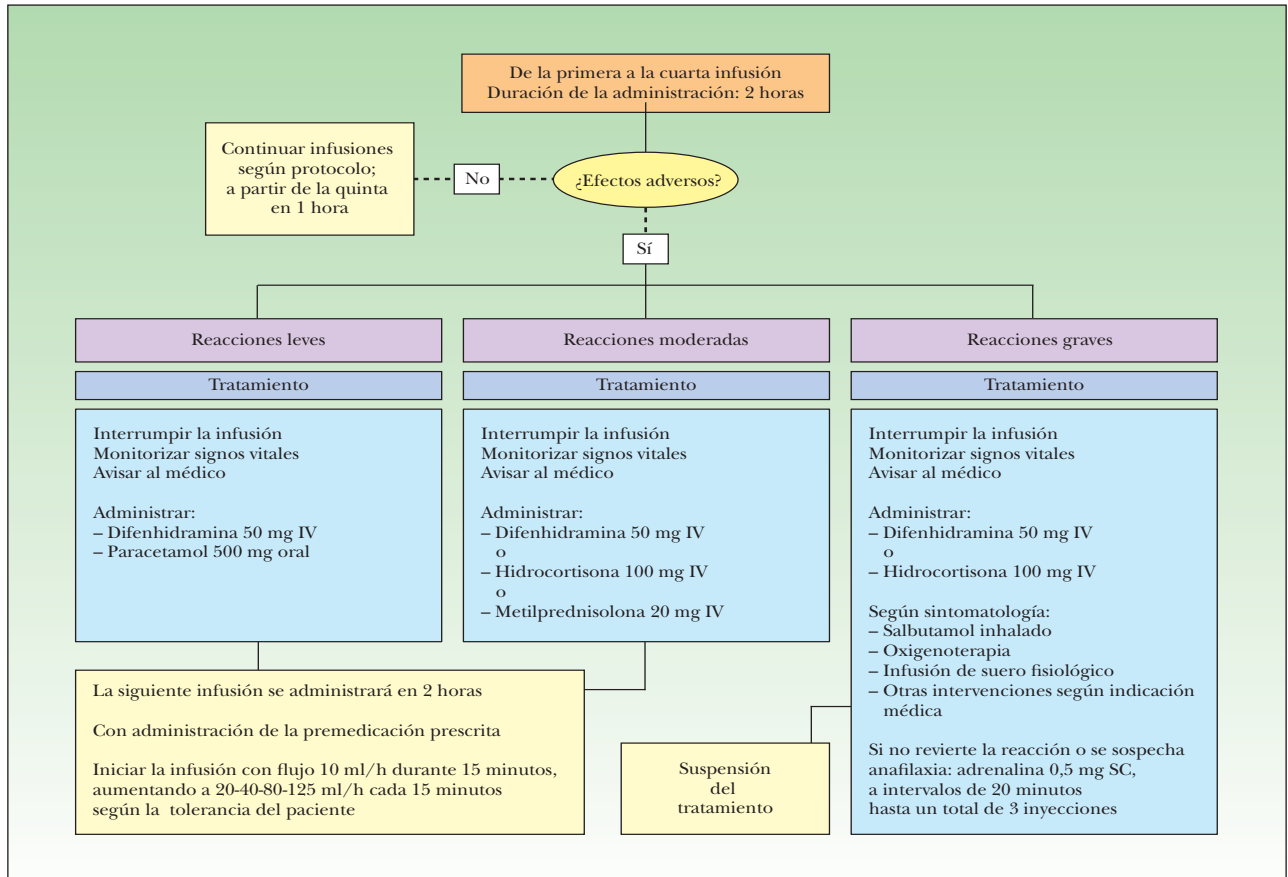 De la primera a la cuarta infusión
Duración de la administración: 2 horas
Continuar infusiones
según protocolo;
a partir de la quinta
en 1 hora
No
¿Efectos adversos?
Sí
Reacciones leves
Tratamiento
Interrumpir la infusión
Monitorizar signos vitales
Avisar al médico
Administrar:
– Difenhidramina 50 mg IV
– Paracetamol 500 mg oral
Reacciones moderadas
Tratamiento
Interrumpir la infusión
Monitorizar signos vitales
Avisar al médico
Administrar:
– Difenhidramina 50 mg IV
o
– Hidrocortisona 100 mg IV
o
– Metilprednisolona 20 mg IV
Reacciones graves
Tratamiento
Interrumpir la infusión
Monitorizar signos vitales
Avisar al médico
Administrar:
– Difenhidramina 50 mg IV
o
– Hidrocortisona 100 mg IV
Según sintomatología:
– Salbutamol inhalado
– Oxigenoterapia
– Infusión de suero fisiológico
– Otras intervenciones según indicación
médica
Si no revierte la reacción o se sospecha
anafilaxia: adrenalina 0,5 mg SC,
a intervalos de 20 minutos
hasta un total de 3 inyecciones
La siguiente infusión se administrará en 2 horas
Con administración de la premedicación prescrita
Iniciar la infusión con flujo 10 ml/h durante 15 minutos,
aumentando a 20-40-80-125 ml/h cada 15 minutos
según la tolerancia del paciente
Suspensión
del
tratamiento